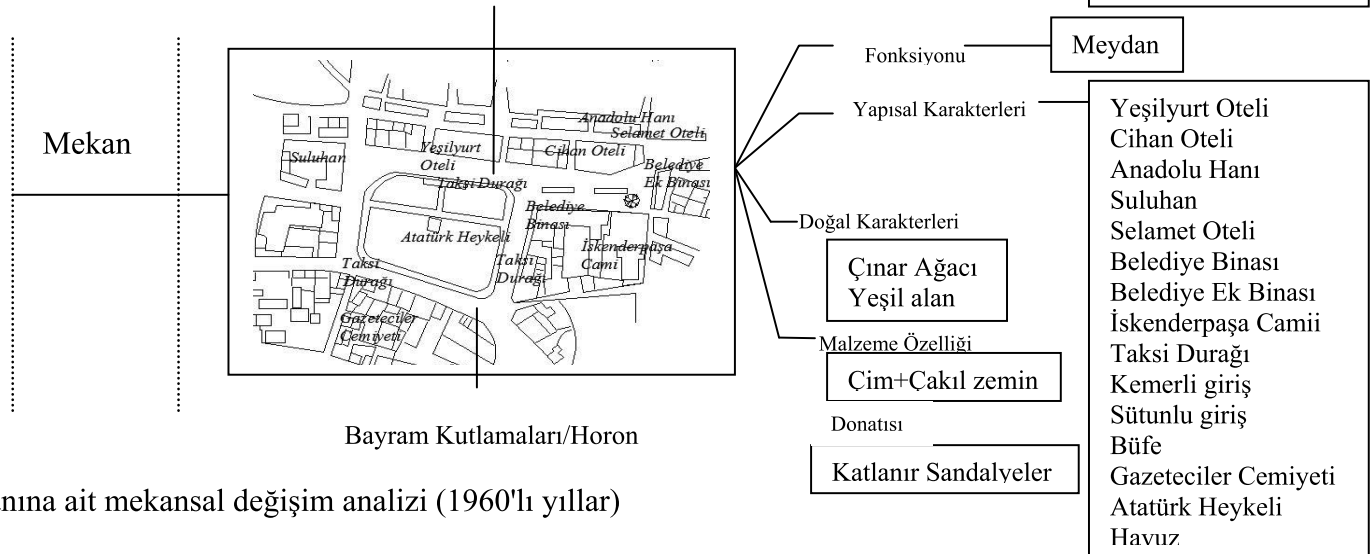 Mekan
Anadolu Hanı
Selamet Oteli
Suluhan
Yeşilyurt
Oteli
Cihan Oteli
Belediye
Ek Binası
Taksi Durağı
Belediye
Binası
Atatürk Heykeli
İskenderpaşa
Cami
Taksi
Durağı
Taksi
Durağı
Gazeteciler
Cemiyeti
Bayram Kutlamaları/Horon
Fonksiyonu
Meydan
Yapısal Karakterleri
Yeşilyurt Oteli
Cihan Oteli
Anadolu Hanı
Suluhan
Selamet Oteli
Belediye Binası
Belediye Ek Binası
İskenderpaşa Camii
Taksi Durağı
Kemerli giriş
Sütunlu giriş
Büfe
Gazeteciler Cemiyeti
Atatürk Heykeli
Havuz
Doğal Karakterleri
Çınar Ağacı
Yeşil alan
Malzeme Özelliği
Çim+Çakıl zemin
Donatısı
Katlanır Sandalyeler
anına ait mekansal değişim analizi (1960'lı yıllar)